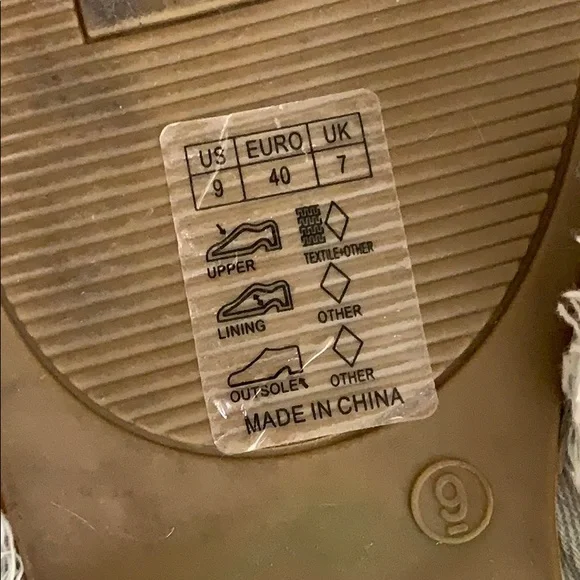 US EURO UK
9 40 7
UPPER TEXTILE+OTHER
LINING OTHER
OUTSOLE OTHER
MADE IN CHINA
9